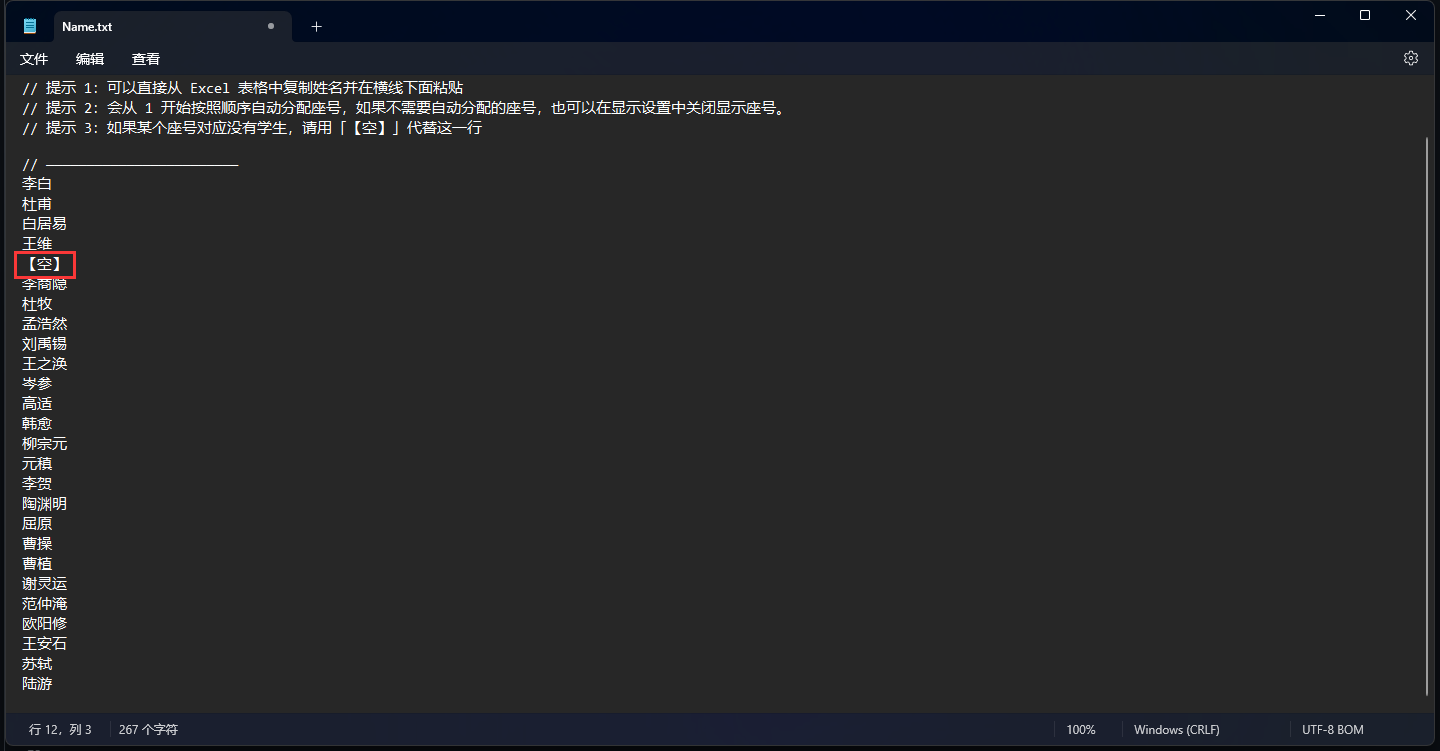 Name.txt
文件 编辑 查看
// 提示 1: 可以直接从 Excel 表格中复制姓名并在横线下面粘贴
// 提示 2: 会从 1 开始按照顺序自动分配座号，如果不需要自动分配的座号，也可以在显示设置中关闭显示座号。
// 提示 3: 如果某个座号对应没有学生，请用「【空】」代替这一行
// ————————————————
李白
杜甫
白居易
王维
【空】
李商隐
杜牧
孟浩然
刘禹锡
王之涣
岑参
高适
韩愈
柳宗元
元稹
李贺
陶渊明
屈原
曹操
曹植
谢灵运
范仲淹
欧阳修
王安石
苏轼
陆游
行 12，列 3 267 个字符 100% Windows (CRLF) UTF-8 BOM